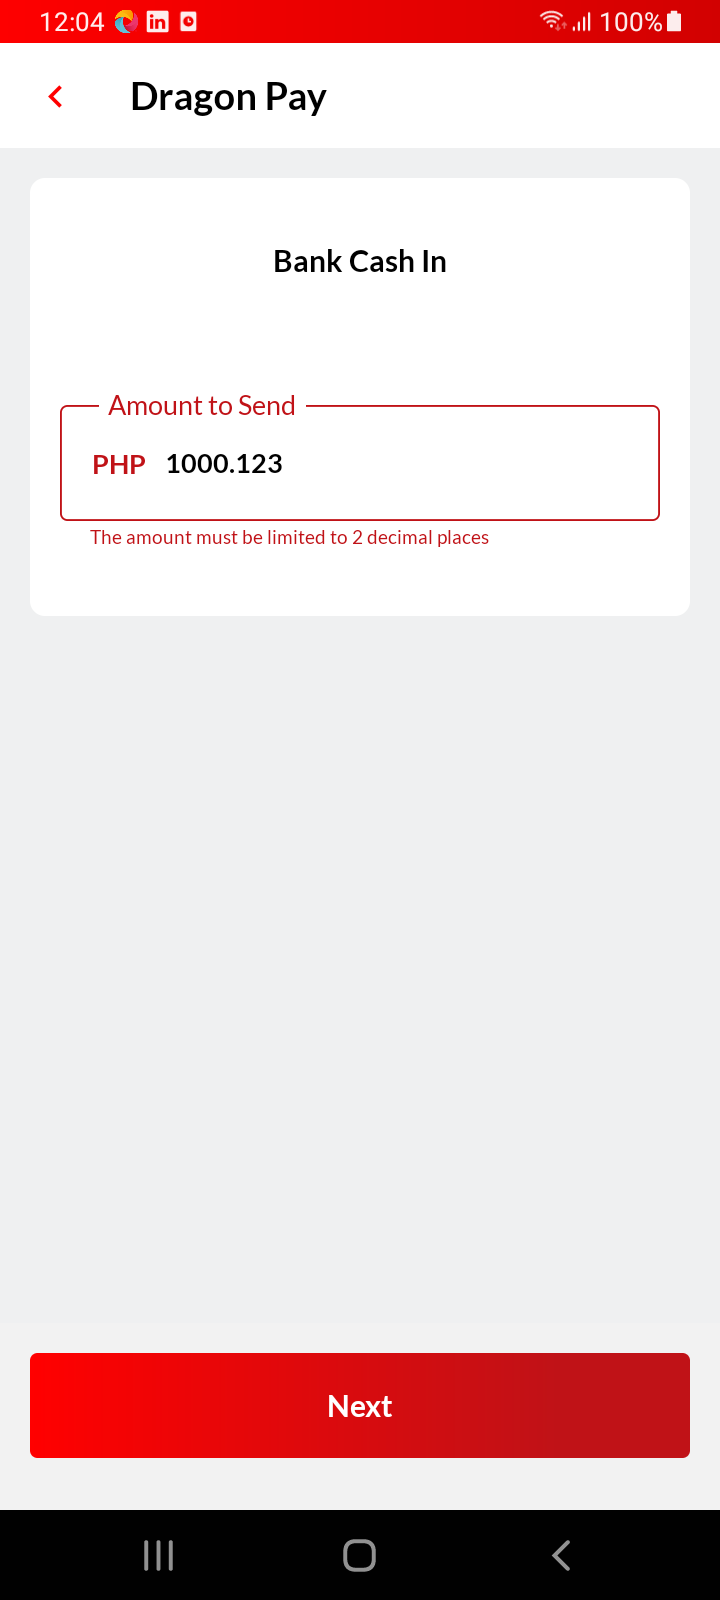 12:04 in 100%
Dragon Pay
Bank Cash In
Amount to Send
PHP 1000.123
The amount must be limited to 2 decimal places
Next